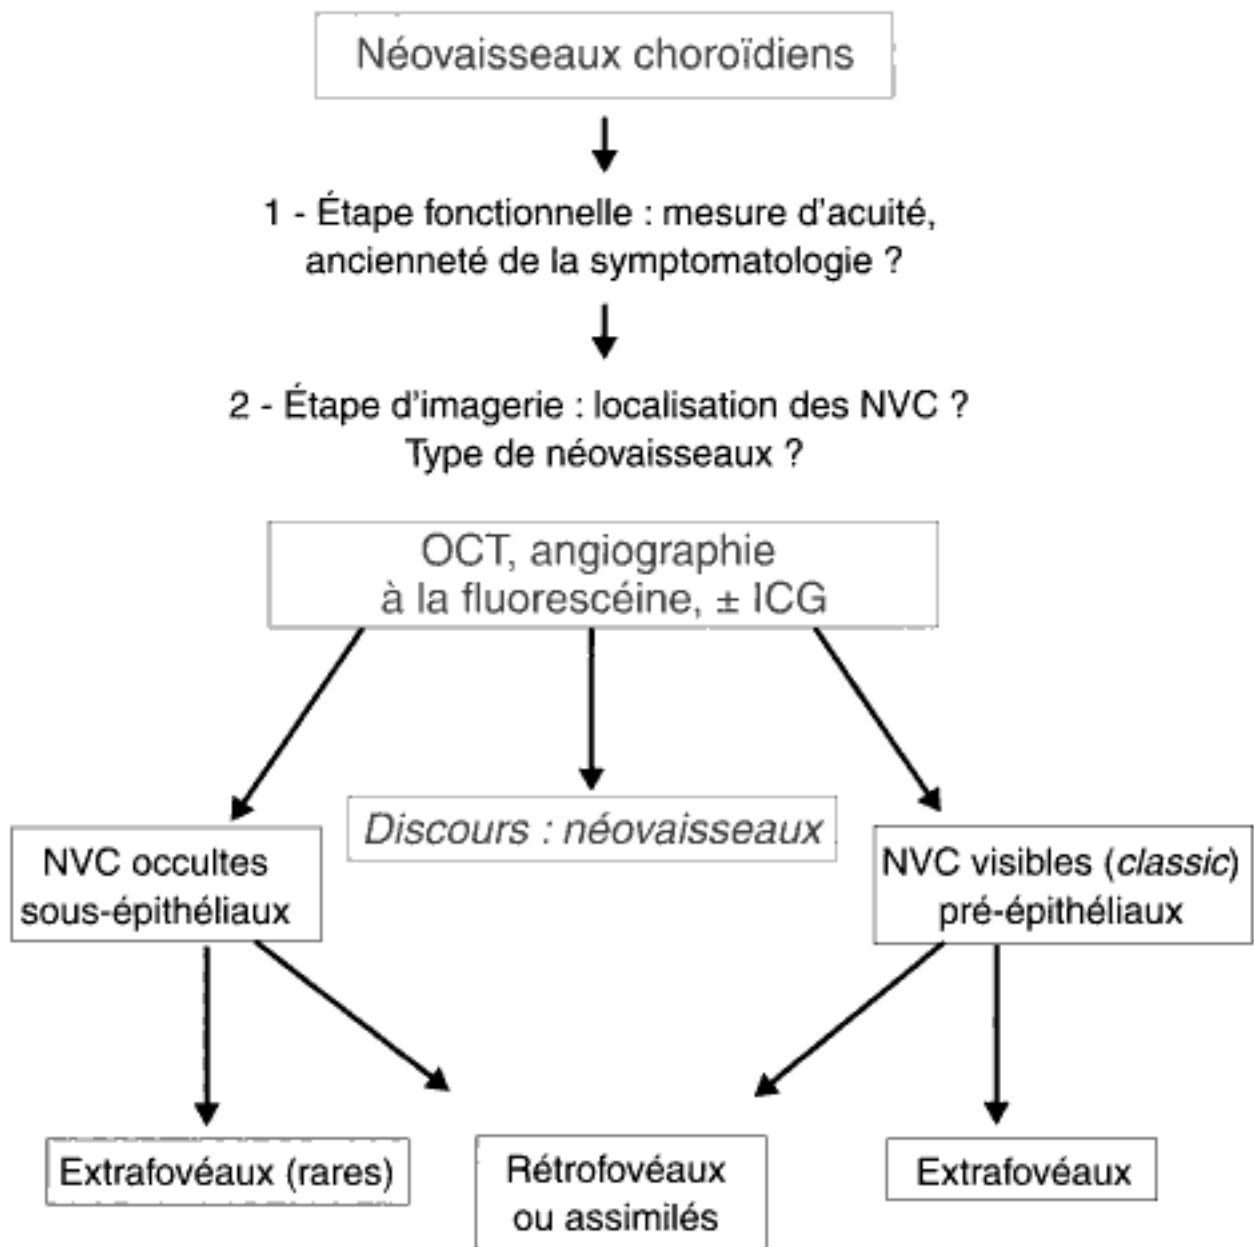 Néovaisseaux choroïdiens
1 - Étape fonctionnelle : mesure d'acuité,
ancienneté de la symptomatologie ?
2 - Étape d'imagerie : localisation des NVC ?
Type de néovaisseaux ?
OCT, angiographie
à la fluorescéine, ± ICG
Discours : néovaisseaux
NVC occultes
sous-épithéliaux
NVC visibles (classic)
pré-épithéliaux
Extrafovéaux (rares)
Rétrofovéaux
ou assimilés
Extrafovéaux